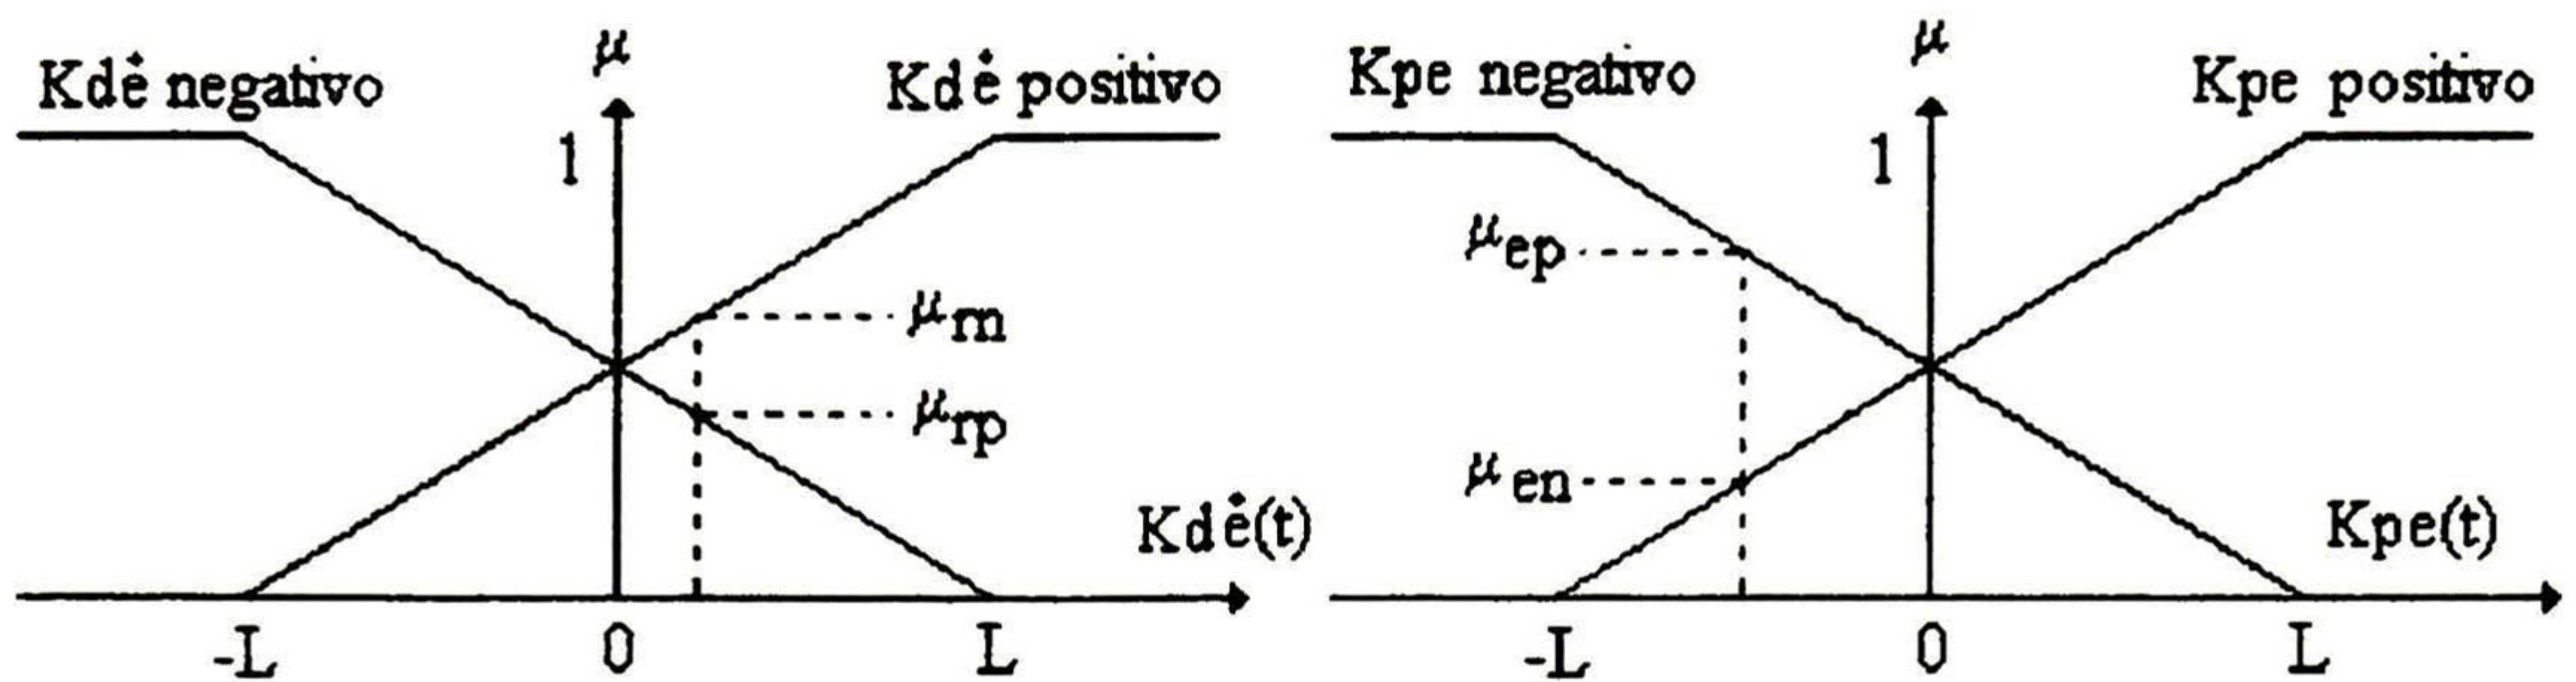 Kdė negativo
μ
Kdė positivo
1
μrn
μrp
Kdė(t)
-L
0
L
Kpe negativo
μ
Kpe positivo
1
μep
μen
Kpe(t)
-L
0
L